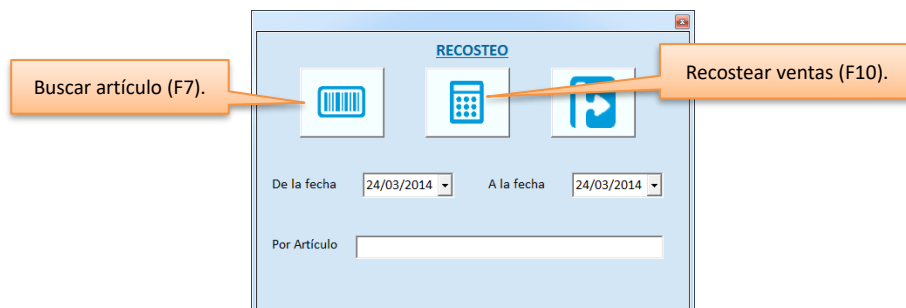 RECOSTEO
Buscar artículo (F7).
Recostear ventas (F10).
De la fecha 24/03/2014 A la fecha 24/03/2014
Por Artículo